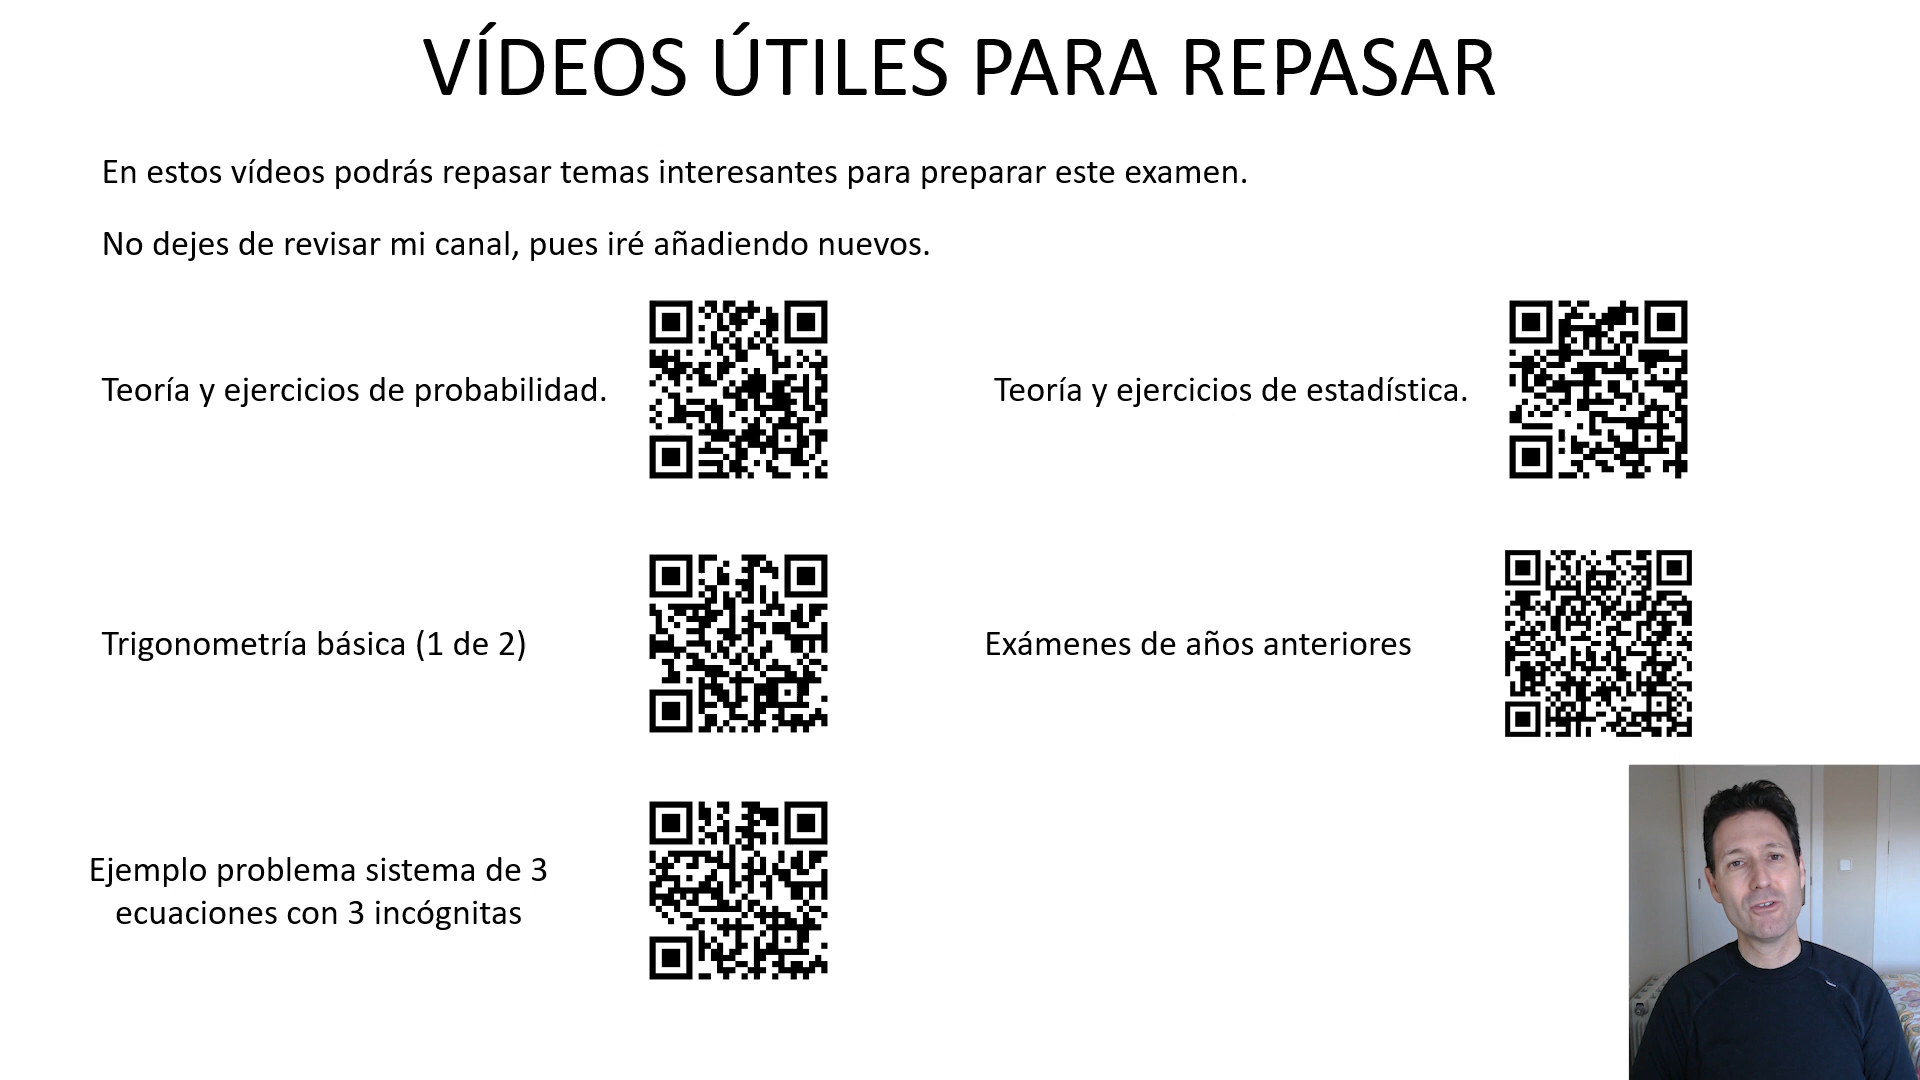 VÍDEOS ÚTILES PARA REPASAR
En estos vídeos podrás repasar temas interesantes para preparar este examen.
No dejes de revisar mi canal, pues iré añadiendo nuevos.
Teoría y ejercicios de probabilidad.
Teoría y ejercicios de estadística.
Trigonometría básica (1 de 2)
Exámenes de años anteriores
Ejemplo problema sistema de 3
ecuaciones con 3 incógnitas